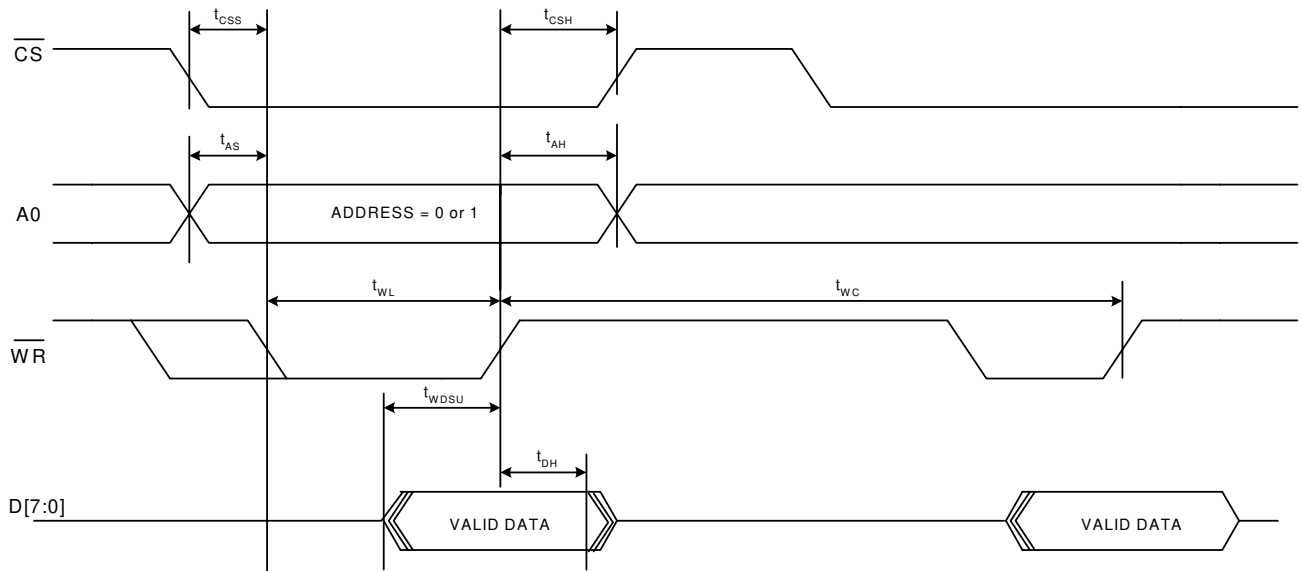 tCSS
tCSH
CS
tAS
tAH
A0
ADDRESS = 0 or 1
tWL
tWC
WR
tWDSU
tDH
D[7:0]
VALID DATA
VALID DATA